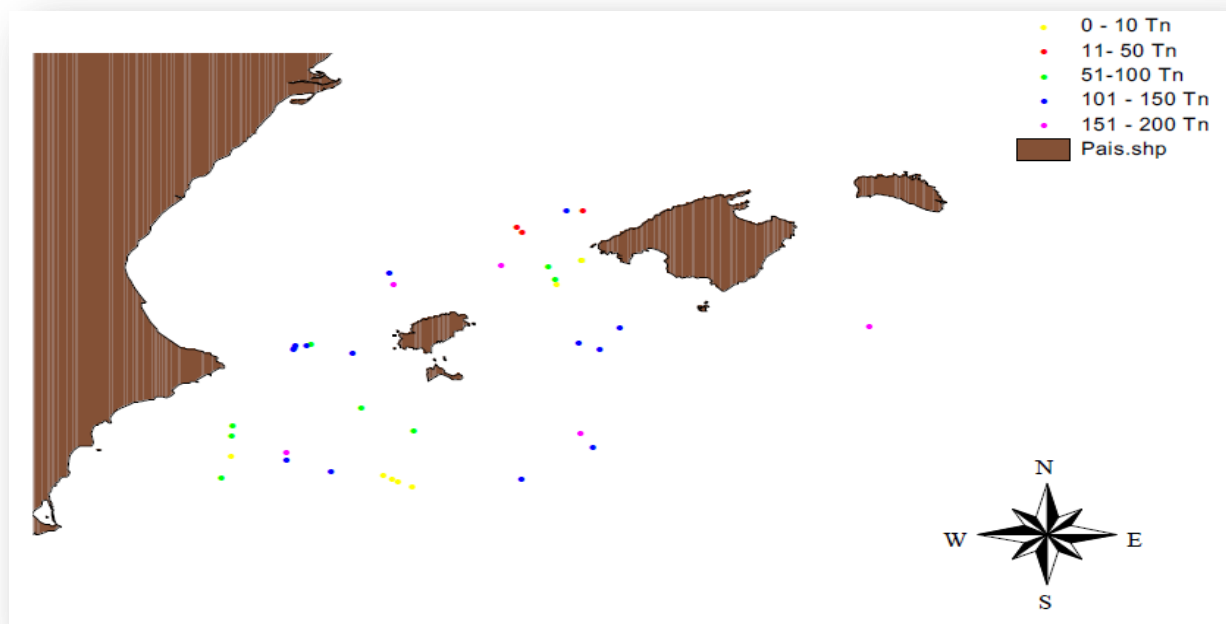 0 - 10 Tn
11- 50 Tn
51-100 Tn
101 - 150 Tn
151 - 200 Tn
Pais.shp
N
W E
S